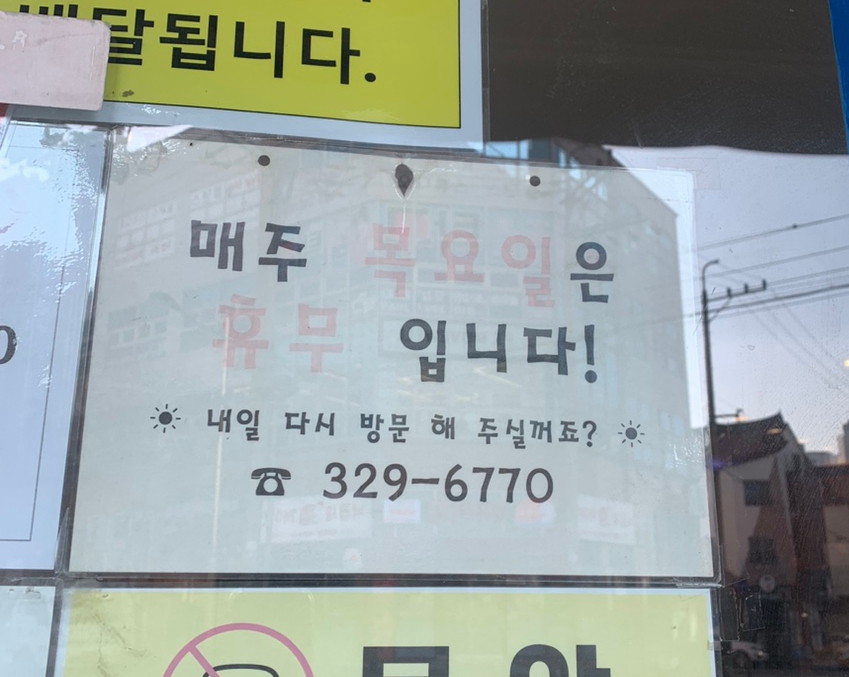 배달됩니다.
매주 목요일은
휴무 입니다!
☀ 내일 다시 방문 해 주실꺼죠? ☀
☎ 329-6770